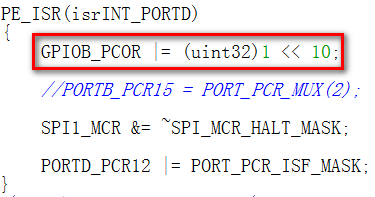 PE_ISR(isrINT_PORTD)
{
GPIOB_PCOR |= (uint32)1 << 10;
//PORTB_PCR15 = PORT_PCR_MUX(2);
SPI1_MCR &= ~SPI_MCR_HALT_MASK;
PORTD_PCR12 |= PORT_PCR_ISF_MASK;
}